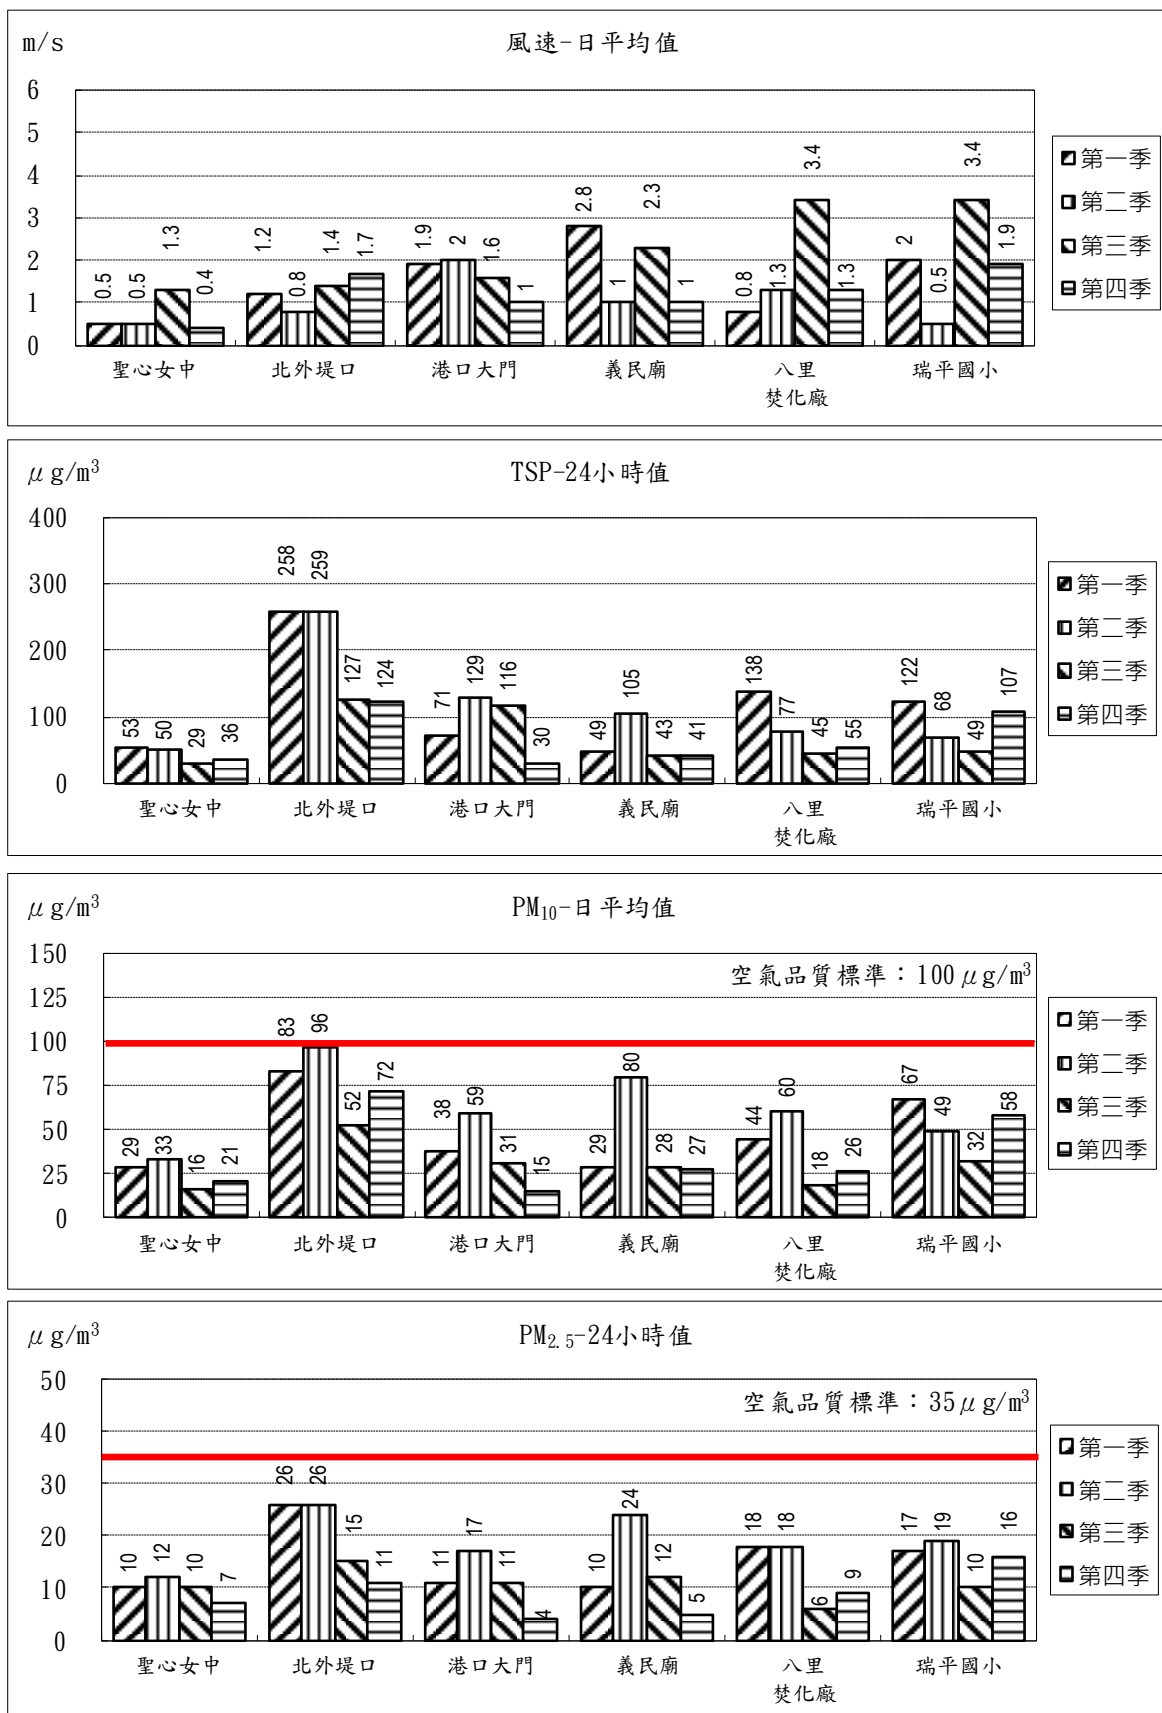 m/s
風速-日平均值
6
5
4
3
2
1
0
0.5 0.5 1.3 0.4 1.2 0.8 1.4 1.7 1.9 2 1.6 1 2.8 1 2.3 1 0.8 1.3 3.4 1.3 2 0.5 3.4 1.9
聖心女中 北外堤口 港口大門 義民廟 八里 瑞平國小
焚化廠
第一季
第二季
第三季
第四季
μg/m³
TSP-24小時值
400
300
200
100
0
53 50 29 36 258 259 127 124 71 129 116 30 49 105 43 41 138 77 45 55 122 68 49 107
聖心女中 北外堤口 港口大門 義民廟 八里 瑞平國小
焚化廠
第一季
第二季
第三季
第四季
μg/m³
PM₁₀-日平均值
空氣品質標準：100μg/m³
150
125
100
75
50
25
0
29 33 16 21 83 96 52 72 38 59 31 15 29 80 28 27 44 60 18 26 67 49 32 58
聖心女中 北外堤口 港口大門 義民廟 八里 瑞平國小
焚化廠
第一季
第二季
第三季
第四季
μg/m³
PM₂.₅-24小時值
空氣品質標準：35μg/m³
50
40
30
20
10
0
10 12 10 7 26 26 15 11 11 17 11 4 10 24 12 5 18 18 6 9 17 19 10 16
聖心女中 北外堤口 港口大門 義民廟 八里 瑞平國小
焚化廠
第一季
第二季
第三季
第四季